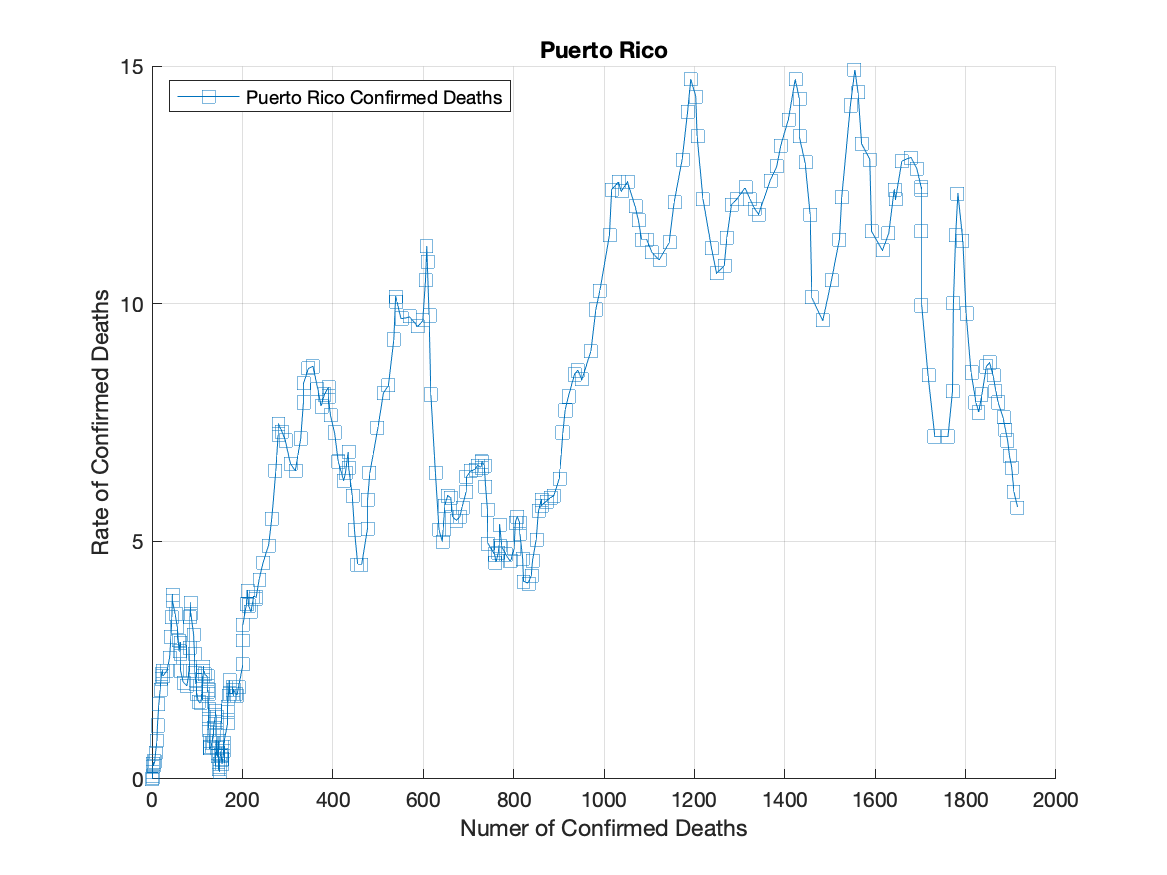 Puerto Rico
15
Puerto Rico Confirmed Deaths
10
Rate of Confirmed Deaths
5
0
0 200 400 600 800 1000 1200 1400 1600 1800 2000
Numer of Confirmed Deaths